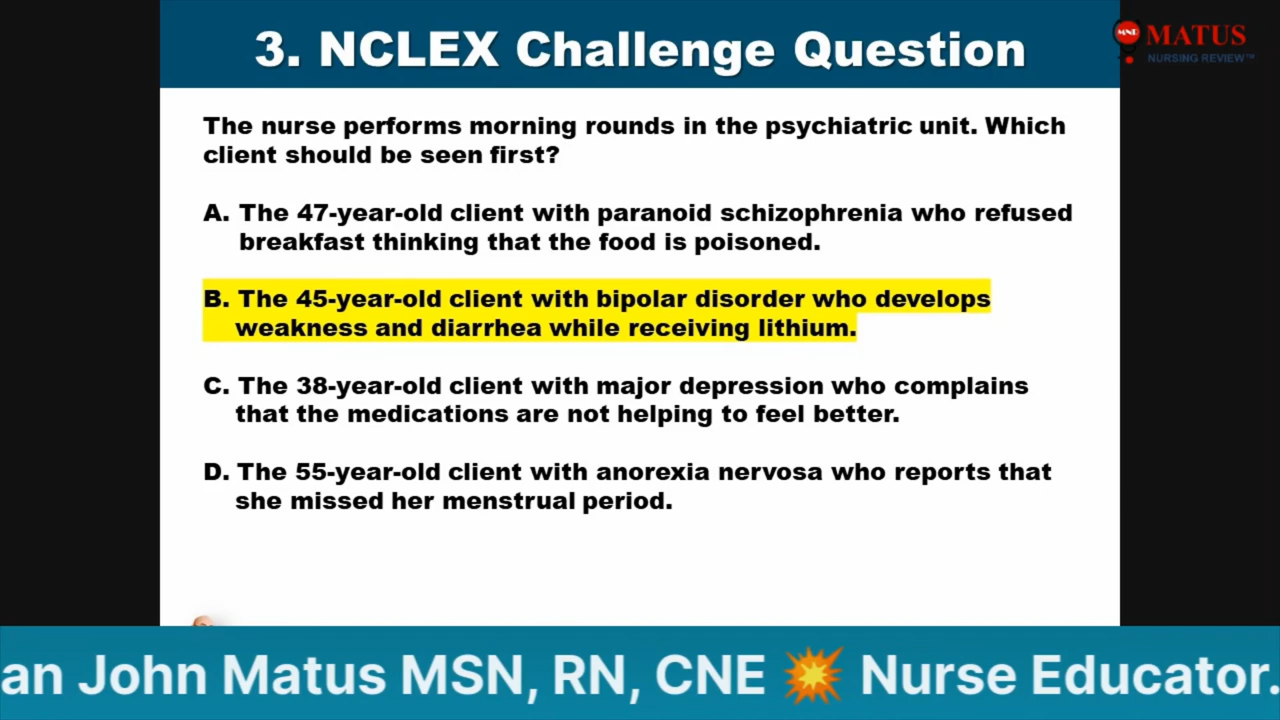 3. NCLEX Challenge Question
MNR
MATUS
NURSING REVIEW™
The nurse performs morning rounds in the psychiatric unit. Which
client should be seen first?
A. The 47-year-old client with paranoid schizophrenia who refused
breakfast thinking that the food is poisoned.
B. The 45-year-old client with bipolar disorder who develops
weakness and diarrhea while receiving lithium.
C. The 38-year-old client with major depression who complains
that the medications are not helping to feel better.
D. The 55-year-old client with anorexia nervosa who reports that
she missed her menstrual period.
an John Matus MSN, RN, CNE 💥 Nurse Educator.